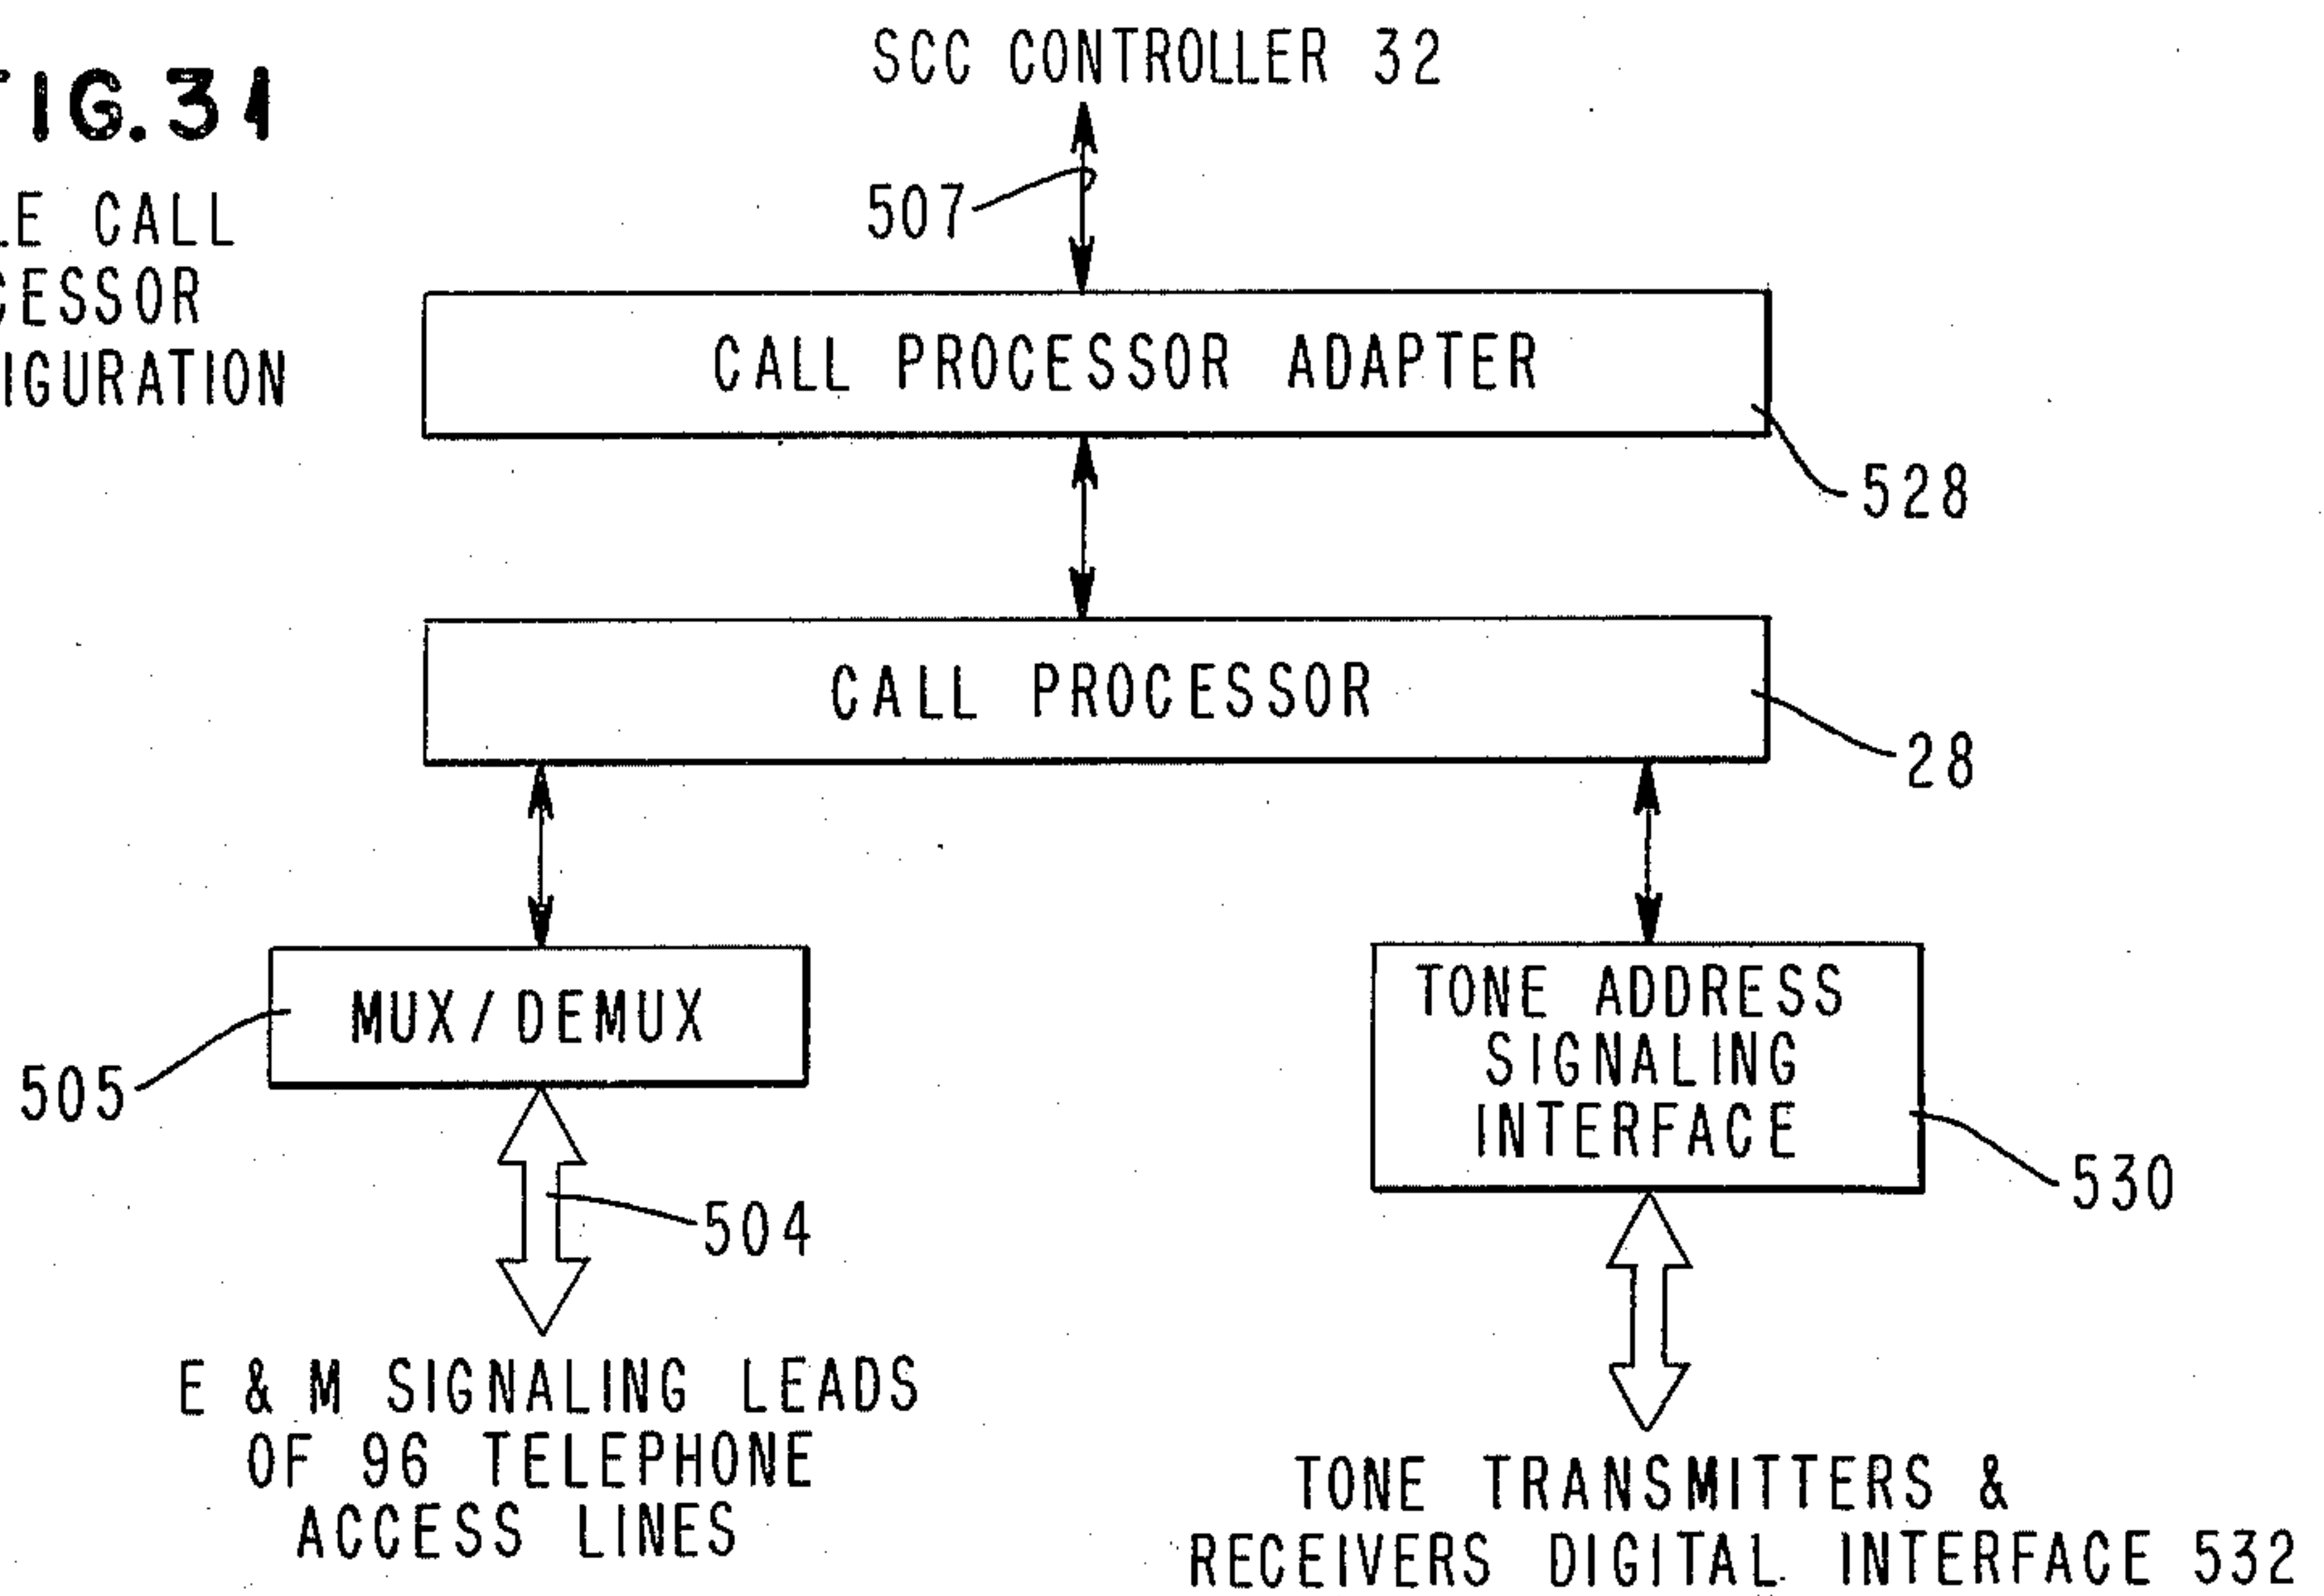 FIG.31
LE CALL
CESSOR
IGURATION
SCC CONTROLLER 32
507
CALL PROCESSOR ADAPTER
528
CALL PROCESSOR
28
MUX/DEMUX
505
504
TONE ADDRESS
SIGNALING
INTERFACE
530
E & M SIGNALING LEADS
OF 96 TELEPHONE
ACCESS LINES
TONE TRANSMITTERS &
RECEIVERS DIGITAL INTERFACE 532